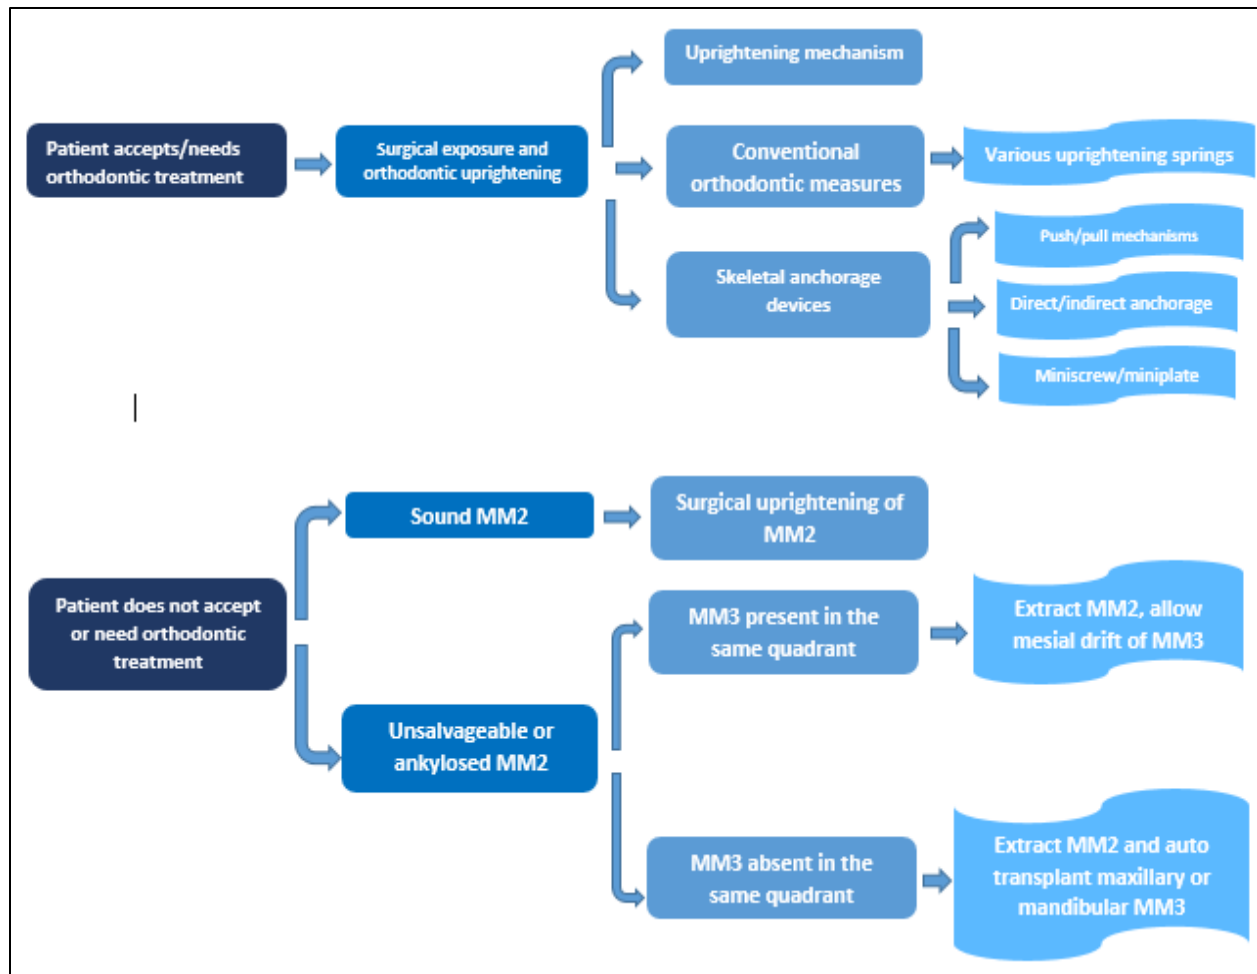 Uprightening mechanism
Patient accepts/needs
orthodontic treatment
Surgical exposure and
orthodontic uprightening
Conventional
orthodontic measures
Various uprightening springs
Skeletal anchorage
devices
Push/pull mechanisms
Direct/indirect anchorage
Miniscrew/miniplate
Patient does not accept
or need orthodontic
treatment
Sound MM2
Surgical uprightening of
MM2
Unsalvageable or
ankylosed MM2
MM3 present in the
same quadrant
Extract MM2, allow
mesial drift of MM3
MM3 absent in the
same quadrant
Extract MM2 and auto
transplant maxillary or
mandibular MM3